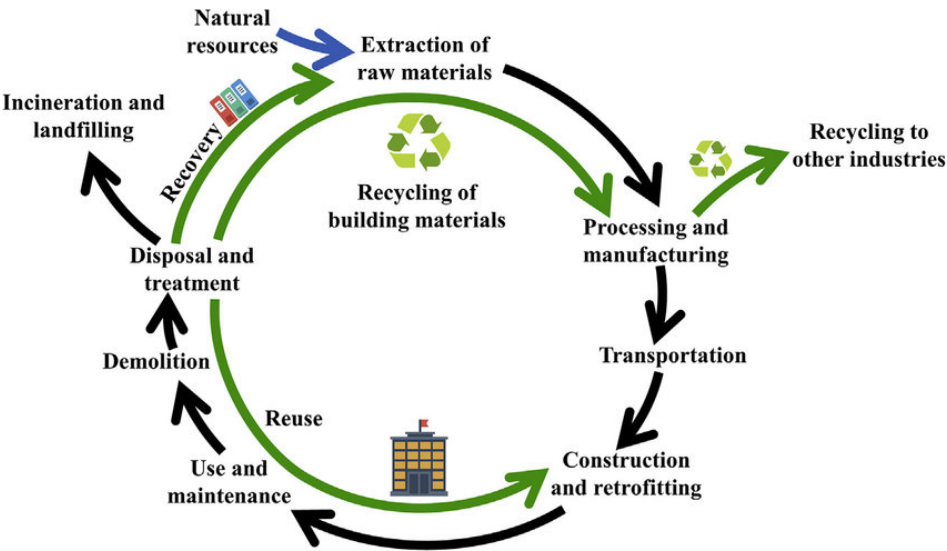 Natural
resources
Extraction of
raw materials
Incineration and
landfilling
Recovery
Recycling of
building materials
Recycling to
other industries
Processing and
manufacturing
Disposal and
treatment
Transportation
Demolition
Reuse
Use and
maintenance
Construction
and retrofitting